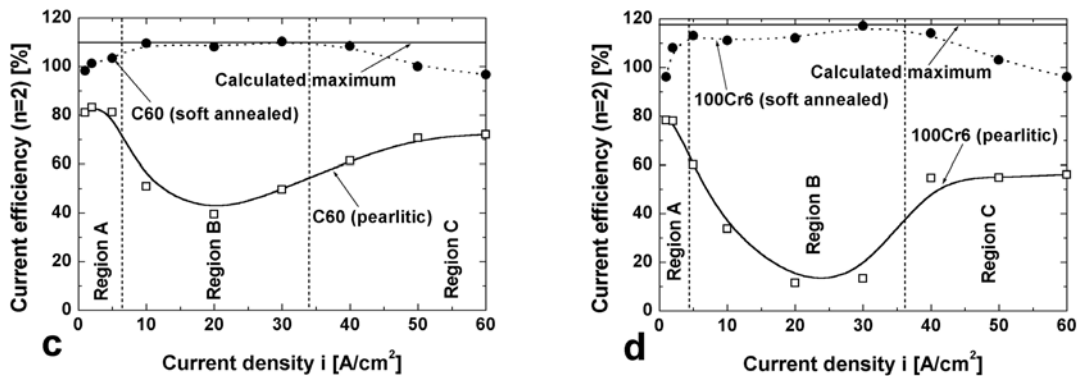 Current efficiency (n=2) [%]
120
100
80
60
40
20
0
Calculated maximum
C60 (soft annealed)
C60 (pearlitic)
Region A
Region B
Region C
0 10 20 30 40 50 60
Current density i [A/cm²]
c
Current efficiency (n=2) [%]
120
100
80
60
40
20
0
Calculated maximum
100Cr6 (soft annealed)
100Cr6 (pearlitic)
Region A
Region B
Region C
0 10 20 30 40 50 60
Current density i [A/cm²]
d